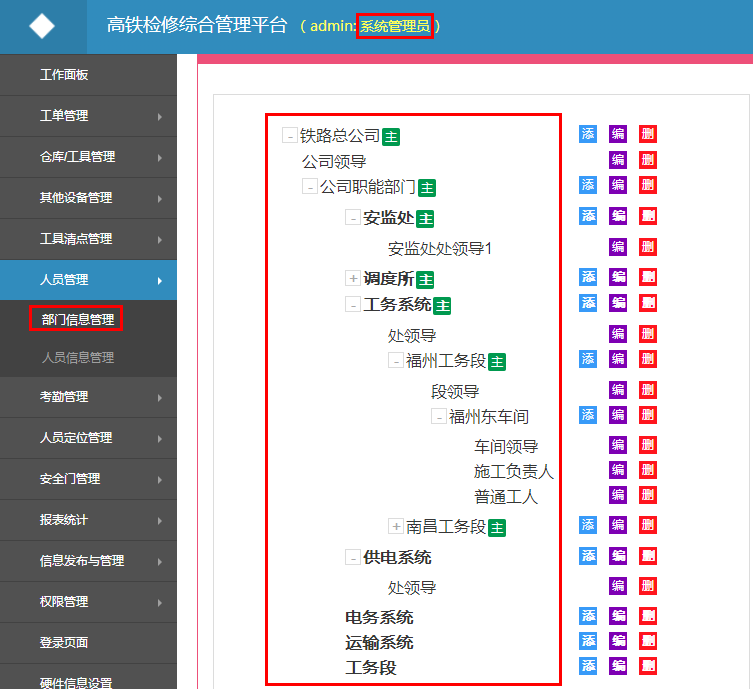 高铁检修综合管理平台 ( admin:系统管理员 )
工作面板
工单管理
仓库/工具管理
其他设备管理
工具清点管理
人员管理
部门信息管理
人员信息管理
考勤管理
人员定位管理
安全门管理
报表统计
信息发布与管理
权限管理
登录页面
硬件信息设置
铁路总公司 主 添 编 删
公司领导 编 删
公司职能部门 主 添 编 删
安监处 主 添 编 删
安监处处领导1 编 删
调度所 主 添 编 删
工务系统 主 添 编 删
处领导 编 删
福州工务段 主 添 编 删
段领导 编 删
福州东车间 添 编 删
车间领导 编 删
施工负责人 编 删
普通工人 编 删
南昌工务段 主 添 编 删
供电系统 添 编 删
处领导 编 删
电务系统 添 编 删
运输系统 添 编 删
工务段 添 编 删